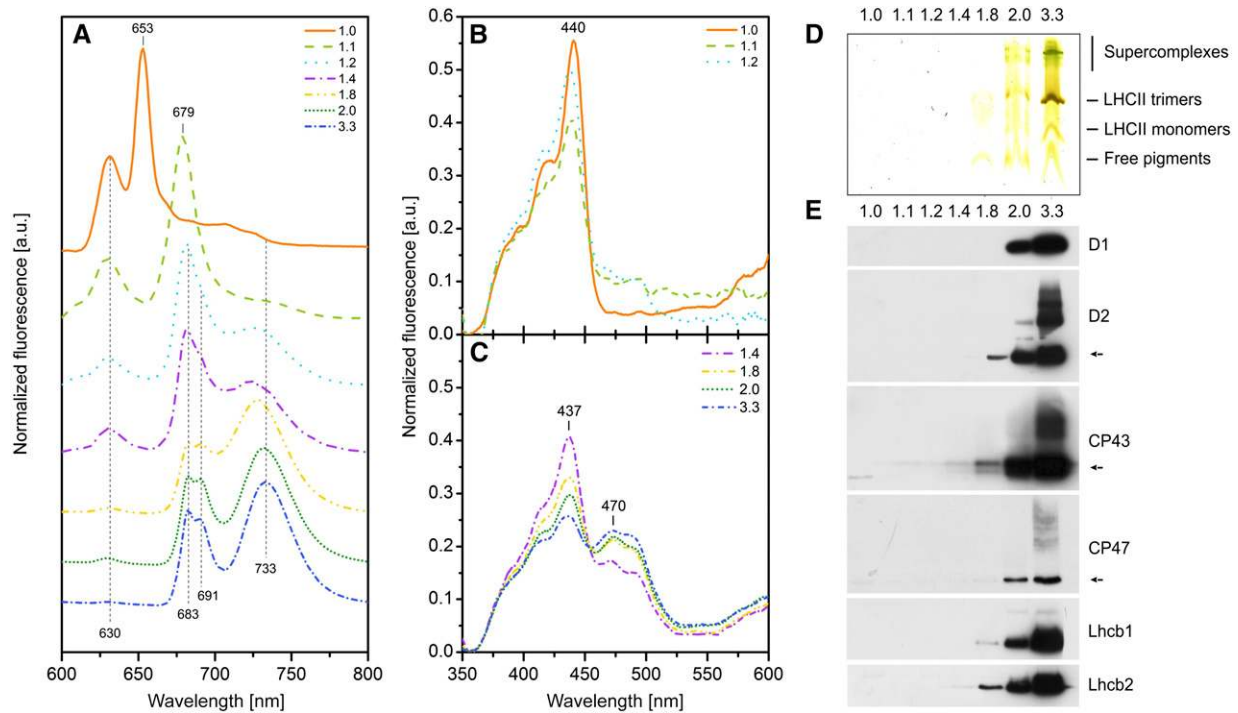 A
653
679
630
683
691
733
1.0
1.1
1.2
1.4
1.8
2.0
3.3
Normalized fluorescence [a.u.]
600 650 700 750 800
Wavelength [nm]
B
440
1.0
1.1
1.2
0.6
0.5
0.4
0.3
0.2
0.1
0.0
Normalized fluorescence [a.u.]
C
437
470
1.4
1.8
2.0
3.3
0.5
0.4
0.3
0.2
0.1
0.0
350 400 450 500 550 600
Wavelength [nm]
D
1.0 1.1 1.2 1.4 1.8 2.0 3.3
Supercomplexes
LHCII trimers
LHCII monomers
Free pigments
E
1.0 1.1 1.2 1.4 1.8 2.0 3.3
D1
D2
CP43
CP47
Lhcb1
Lhcb2